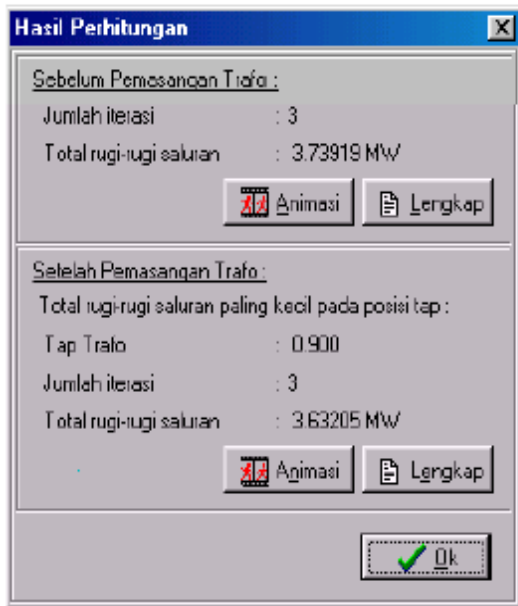 Hasil Perhitungan
Sebelum Pemasangan Trafo :
Jumlah iterasi : 3
Total rugi-rugi saluran : 3.73919 MW
Animasi Lengkap
Setelah Pemasangan Trafo :
Total rugi-rugi saluran paling kecil pada posisi tap :
Tap Trafo : 0.900
Jumlah iterasi : 3
Total rugi-rugi saluran : 3.63205 MW
Animasi Lengkap
Ok